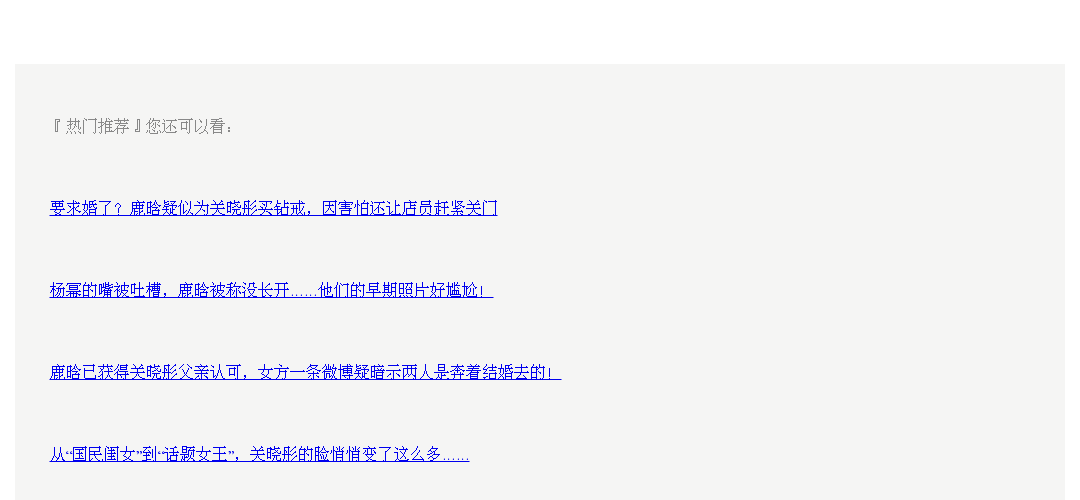 『 热门推荐 』您还可以看：
要求婚了？鹿晗疑似为关晓彤买钻戒，因害怕还让店员赶紧关门
杨幂的嘴被吐槽，鹿晗被称没长开……他们的早期照片好尴尬！
鹿晗已获得关晓彤父亲认可，女方一条微博疑暗示两人是奔着结婚去的！
从“国民闺女”到“话题女王”，关晓彤的脸悄悄变了这么多……